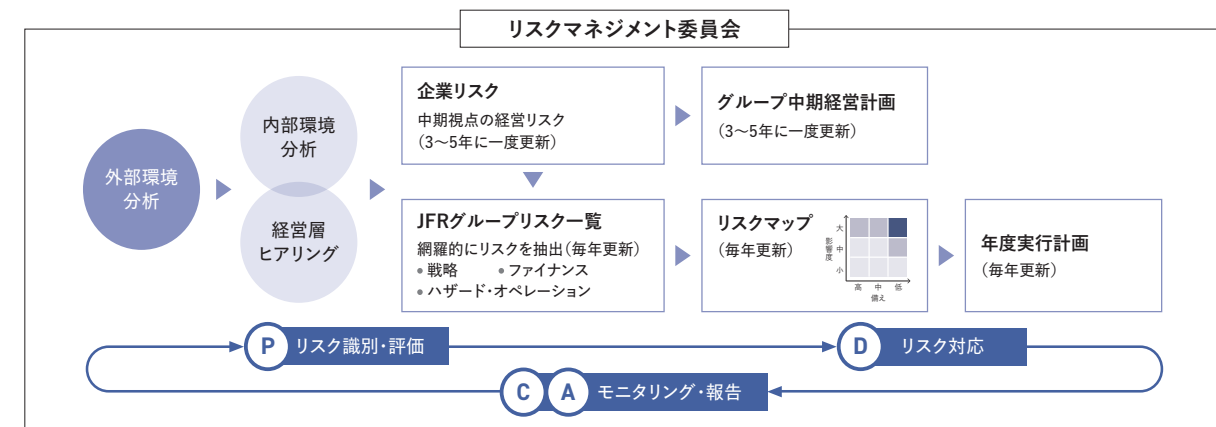 リスクマネジメント委員会
外部環境
分析
内部環境
分析
経営層
ヒアリング
企業リスク
中期視点の経営リスク
(3〜5年に一度更新)
グループ中期経営計画
(3〜5年に一度更新)
JFRグループリスク一覧
網羅的にリスクを抽出(毎年更新)
•戦略 •ファイナンス
•ハザード・オペレーション
リスクマップ
(毎年更新)
影響度
大
中
小
高 中 低
備え
年度実行計画
(毎年更新)
P リスク識別・評価
D リスク対応
C A モニタリング・報告